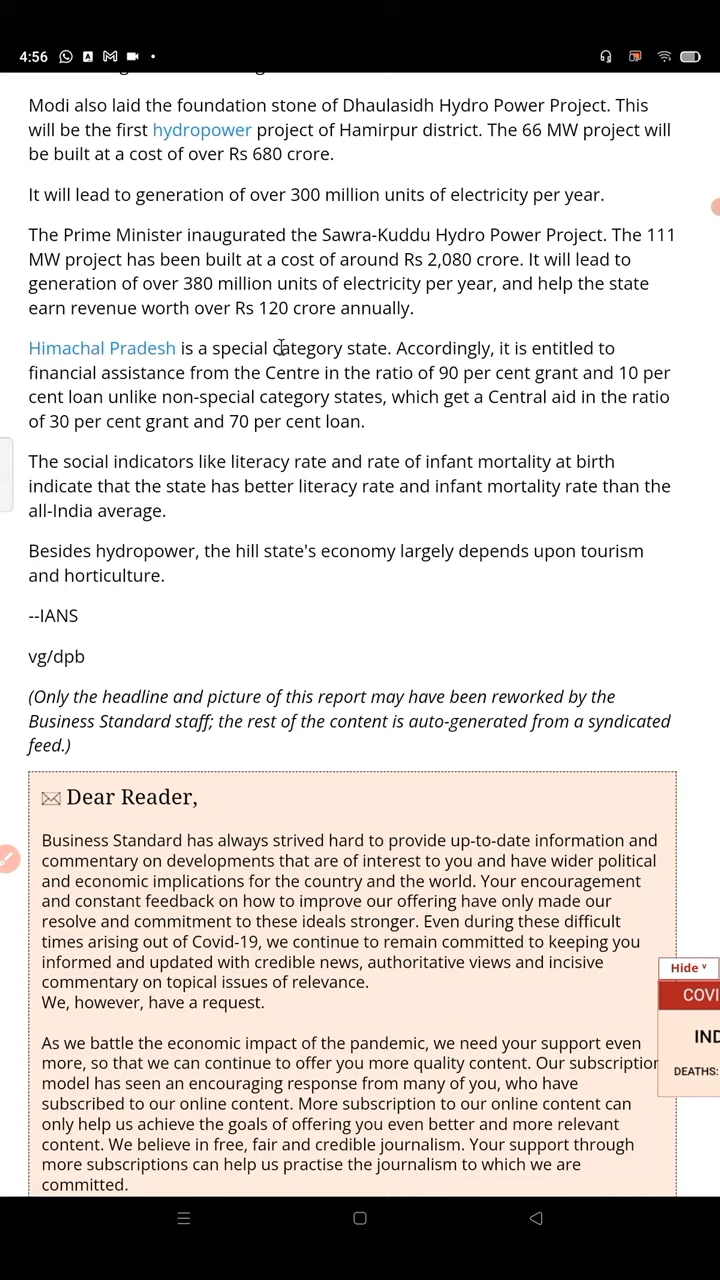 4:56
Modi also laid the foundation stone of Dhaulasidh Hydro Power Project. This
will be the first hydropower project of Hamirpur district. The 66 MW project will
be built at a cost of over Rs 680 crore.
It will lead to generation of over 300 million units of electricity per year.
The Prime Minister inaugurated the Sawra-Kuddu Hydro Power Project. The 111
MW project has been built at a cost of around Rs 2,080 crore. It will lead to
generation of over 380 million units of electricity per year, and help the state
earn revenue worth over Rs 120 crore annually.
Himachal Pradesh is a special category state. Accordingly, it is entitled to
financial assistance from the Centre in the ratio of 90 per cent grant and 10 per
cent loan unlike non-special category states, which get a Central aid in the ratio
of 30 per cent grant and 70 per cent loan.
The social indicators like literacy rate and rate of infant mortality at birth
indicate that the state has better literacy rate and infant mortality rate than the
all-India average.
Besides hydropower, the hill state's economy largely depends upon tourism
and horticulture.
--IANS
vg/dpb
(Only the headline and picture of this report may have been reworked by the
Business Standard staff; the rest of the content is auto-generated from a syndicated
feed.)
Dear Reader,
Business Standard has always strived hard to provide up-to-date information and
commentary on developments that are of interest to you and have wider political
and economic implications for the country and the world. Your encouragement
and constant feedback on how to improve our offering have only made our
resolve and commitment to these ideals stronger. Even during these difficult
times arising out of Covid-19, we continue to remain committed to keeping you
informed and updated with credible news, authoritative views and incisive
commentary on topical issues of relevance.
We, however, have a request.
As we battle the economic impact of the pandemic, we need your support even
more, so that we can continue to offer you more quality content. Our subscription
model has seen an encouraging response from many of you, who have
subscribed to our online content. More subscription to our online content can
only help us achieve the goals of offering you even better and more relevant
content. We believe in free, fair and credible journalism. Your support through
more subscriptions can help us practise the journalism to which we are
committed.
Hide
COVI
IND
DEATHS: